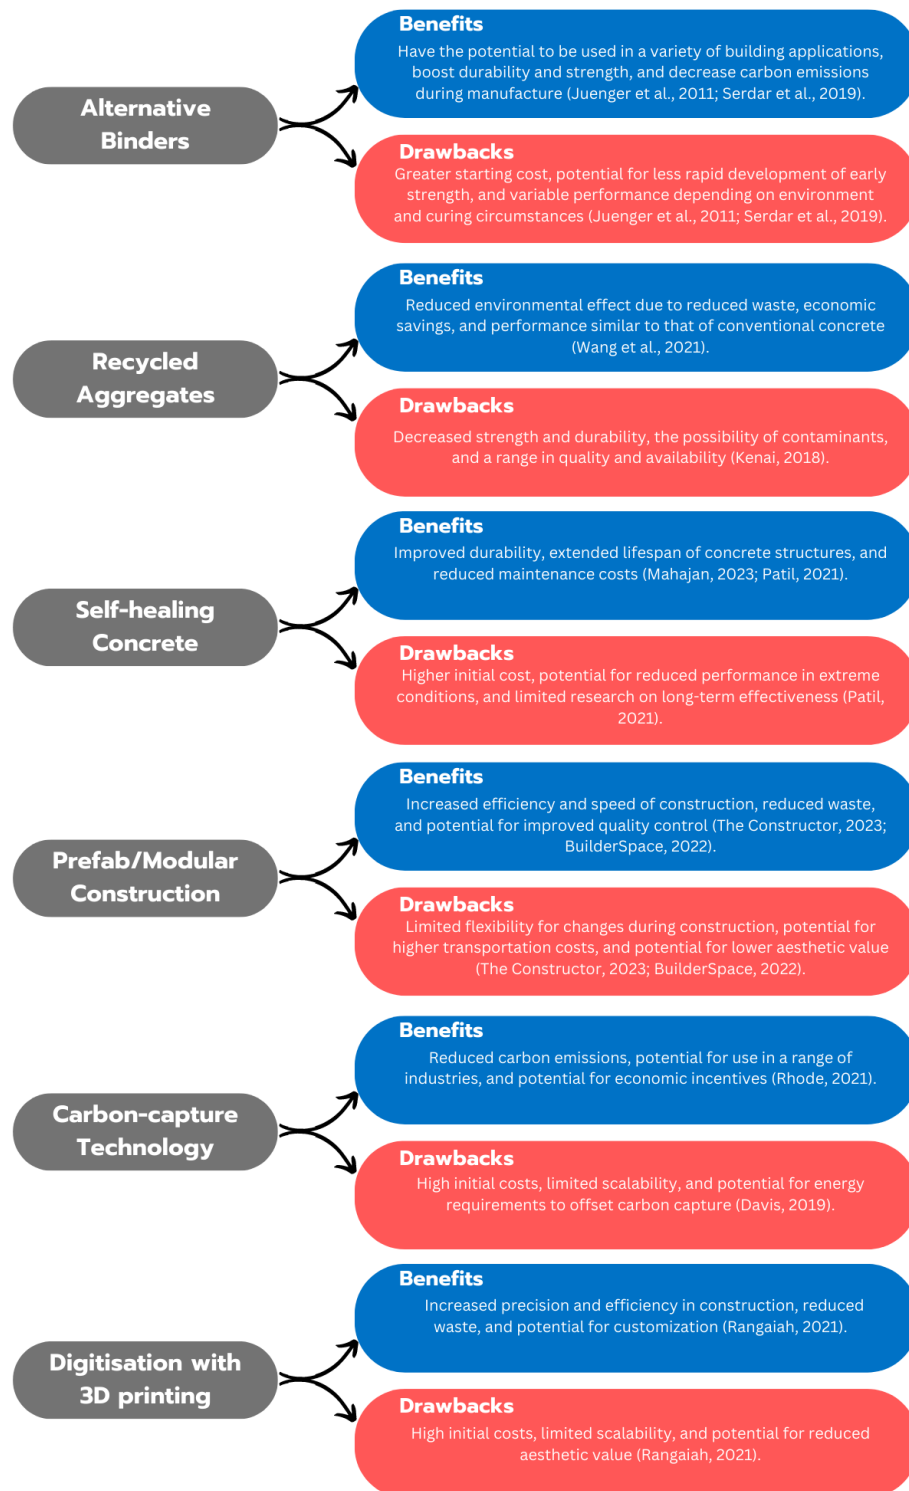 Alternative
Binders
Benefits
Have the potential to be used in a variety of building applications,
boost durability and strength, and decrease carbon emissions
during manufacture (Juenger et al., 2011; Serdar et al., 2019).
Drawbacks
Greater starting cost, potential for less rapid development of early
strength, and variable performance depending on environment
and curing circumstances (Juenger et al., 2011; Serdar et al., 2019).
Recycled
Aggregates
Benefits
Reduced environmental effect due to reduced waste, economic
savings, and performance similar to that of conventional concrete
(Wang et al., 2021).
Drawbacks
Decreased strength and durability, the possibility of contaminants,
and a range in quality and availability (Kenai, 2018).
Self-healing
Concrete
Benefits
Improved durability, extended lifespan of concrete structures, and
reduced maintenance costs (Mahajan, 2023; Patil, 2021).
Drawbacks
Higher initial cost, potential for reduced performance in extreme
conditions, and limited research on long-term effectiveness (Patil,
2021).
Prefab/Modular
Construction
Benefits
Increased efficiency and speed of construction, reduced waste,
and potential for improved quality control (The Constructor, 2023;
BuilderSpace, 2022).
Drawbacks
Limited flexibility for changes during construction, potential for
higher transportation costs, and potential for lower aesthetic value
(The Constructor, 2023; BuilderSpace, 2022).
Carbon-capture
Technology
Benefits
Reduced carbon emissions, potential for use in a range of
industries, and potential for economic incentives (Rhode, 2021).
Drawbacks
High initial costs, limited scalability, and potential for energy
requirements to offset carbon capture (Davis, 2019).
Digitisation with
3D printing
Benefits
Increased precision and efficiency in construction, reduced
waste, and potential for customization (Rangaiah, 2021).
Drawbacks
High initial costs, limited scalability, and potential for reduced
aesthetic value (Rangaiah, 2021).